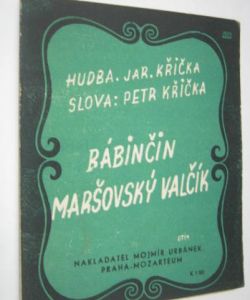 HUDBA. JAR. KŘIČKA
SLOVA: PETR KŘIČKA
BÁBINČIN
MARŠOVSKÝ VALČÍK
NAKLADATEL MOJMÍR URBÁNEK
PRAHA-MOZARTEUM